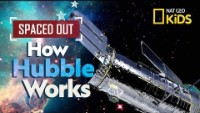 SPACED OUT
How
Hubble
Works
NAT GEO
KiDS